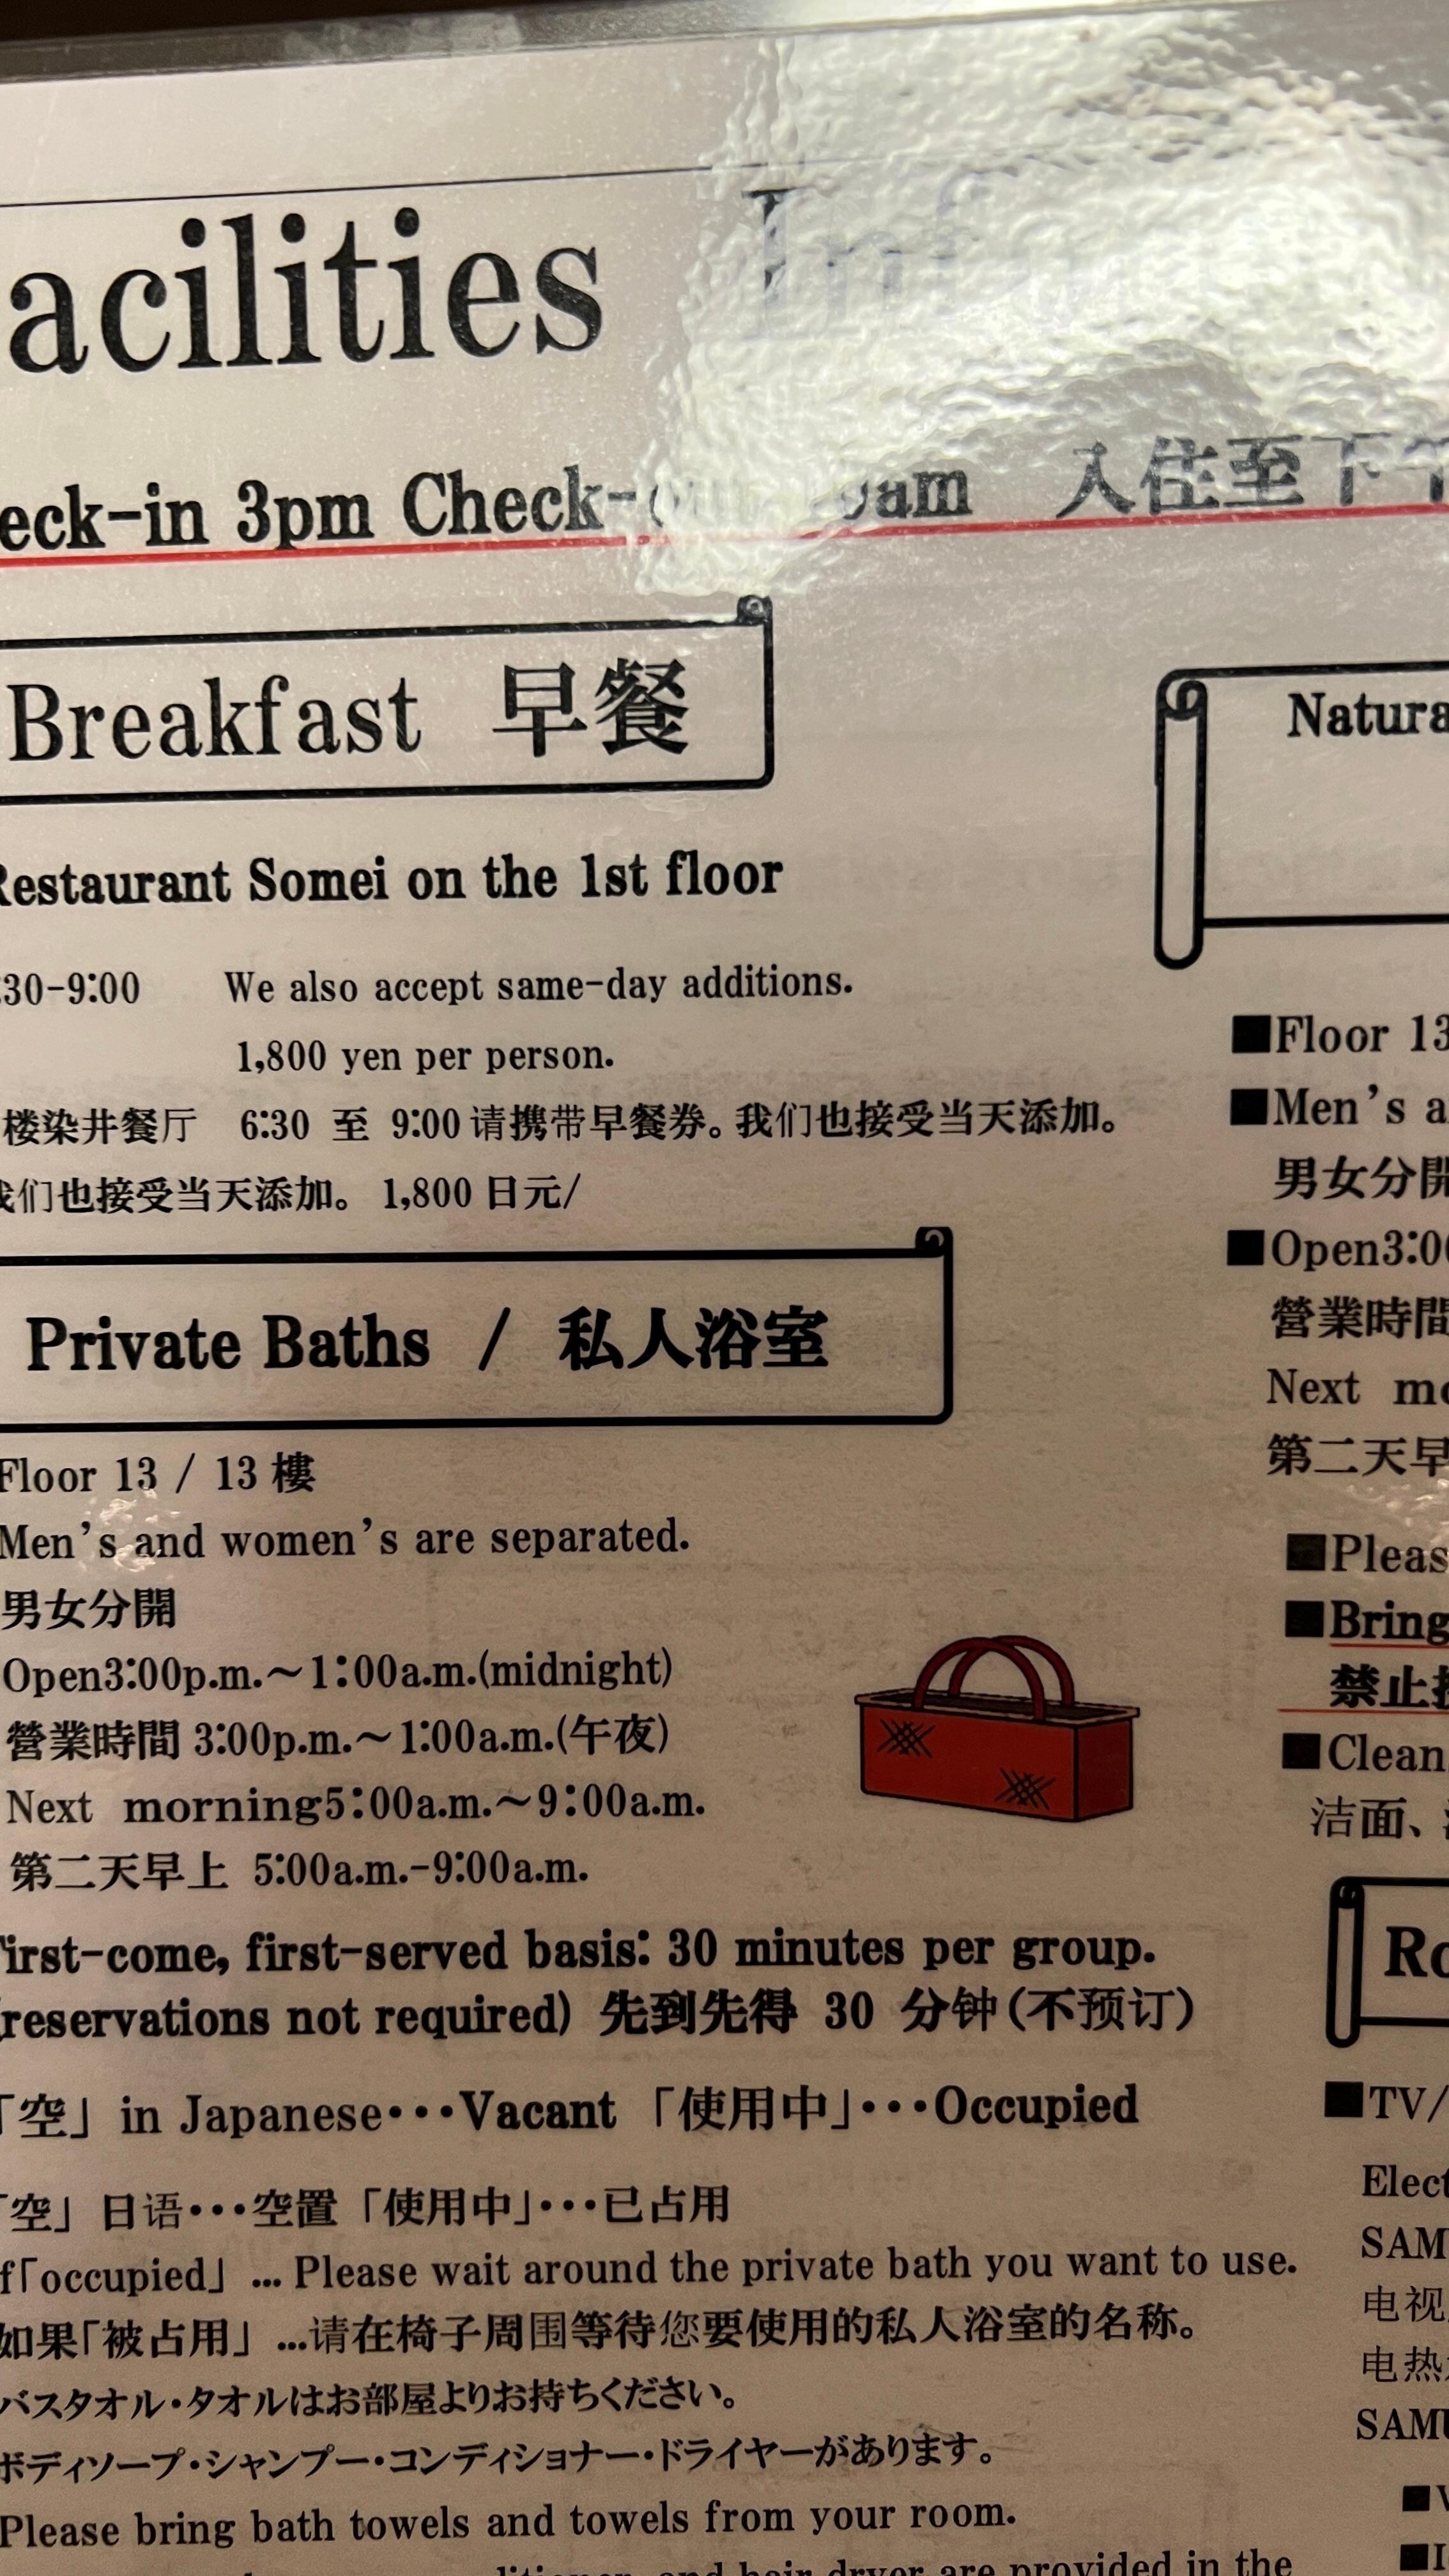 acilities
eck-in 3pm Check- am 入住至下午
Breakfast 早餐
Restaurant Somei on the 1st floor
:30-9:00 We also accept same-day additions.
1,800 yen per person.
楼染井餐厅 6:30 至 9:00 请携带早餐券。我们也接受当天添加。
我们也接受当天添加。 1,800 日元/
Private Baths / 私人浴室
Floor 13 / 13 樓
Men’s and women’s are separated.
男女分開
Open3:00p.m.~1:00a.m.(midnight)
營業時間 3:00p.m.~1:00a.m.(午夜)
Next morning5:00a.m.~9:00a.m.
第二天早上 5:00a.m.-9:00a.m.
First-come, first-served basis: 30 minutes per group.
(reservations not required) 先到先得 30 分钟(不预订)
「空」 in Japanese・・・Vacant 「使用中」・・・Occupied
「空」 日语・・・空置 「使用中」・・・已占用
f「occupied」 ... Please wait around the private bath you want to use.
如果「被占用」 ...请在椅子周围等待您要使用的私人浴室的名称。
バスタオル・タオルはお部屋よりお持ちください。
ボディソープ・シャンプー・コンディショナー・ドライヤーがあります。
Please bring bath towels and towels from your room.
and hair dryer are provided in the
Natura
■Floor 13
■Men’s a
男女分開
■Open3:00
營業時間
Next mo
第二天早
■Pleas
■Bring
禁止
■Clean
洁面、
Ro
■TV/
Elect
SAM
电视
电热
SAMU